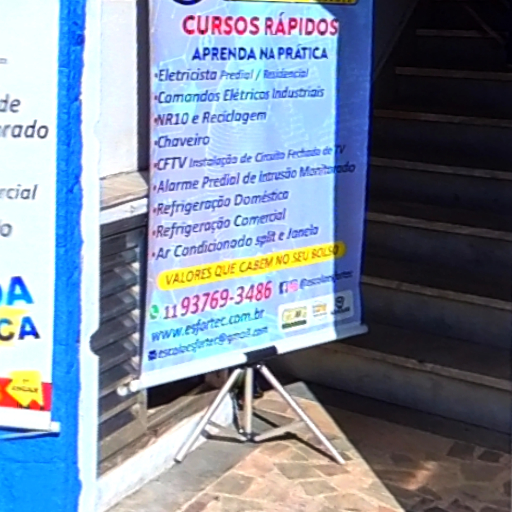 CURSOS RÁPIDOS
APRENDA NA PRÁTICA
•Eletricista Predial / Residencial
•Comandos Elétricos Industriais
•NR10 e Reciclagem
•Chaveiro
•CFTV Instalação de Circuito Fechado de TV
•Alarme Predial de Intrusão Monitorado
•Refrigeração Doméstica
•Refrigeração Comercial
•Ar Condicionado split e Janela
VALORES QUE CABEM NO SEU BOLSO
11 93769-3486
www.esfortec.com.br
escolaesfortec@gmail.com
de
rado
rcial
DA
CA